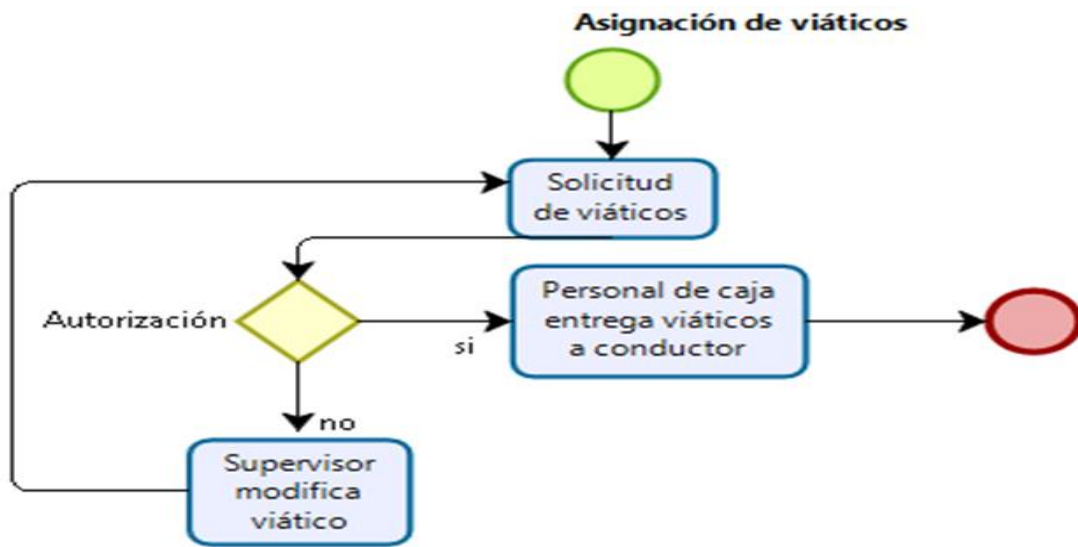 Asignación de viáticos
Solicitud
de viáticos
Autorización
si
Personal de caja
entrega viáticos
a conductor
no
Supervisor
modifica
viático